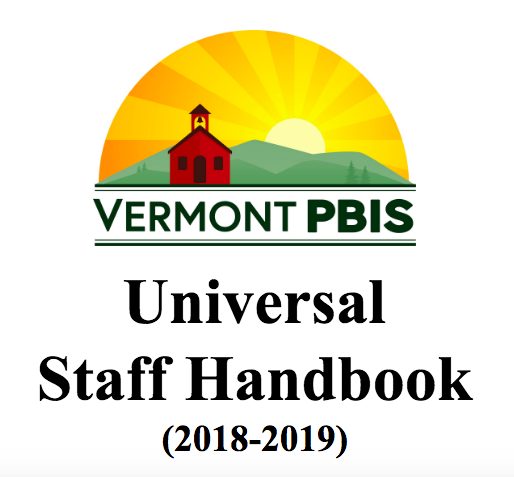 VERMONT PBIS
Universal
Staff Handbook
(2018-2019)